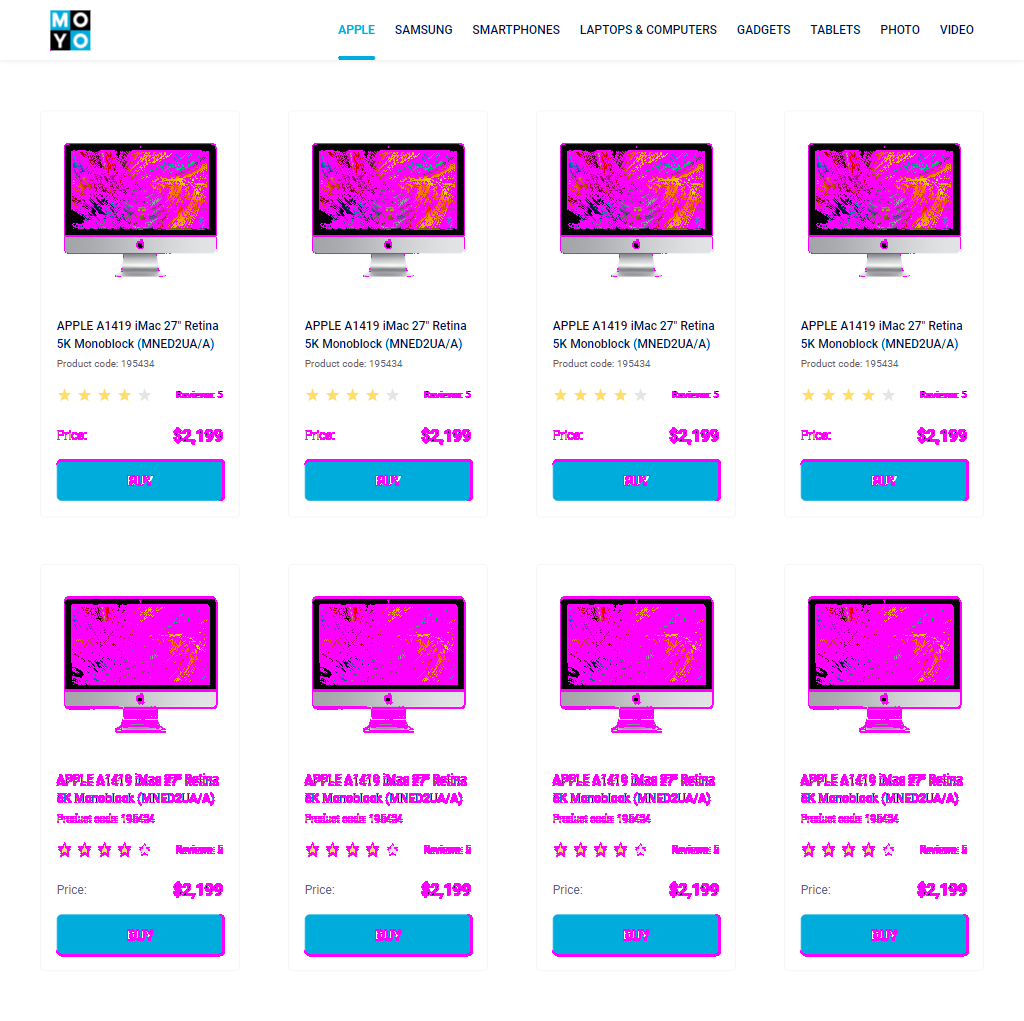 MO
YO
APPLE SAMSUNG SMARTPHONES LAPTOPS & COMPUTERS GADGETS TABLETS PHOTO VIDEO
APPLE A1419 iMac 27" Retina APPLE A1419 iMac 27" Retina APPLE A1419 iMac 27" Retina APPLE A1419 iMac 27" Retina
5K Monoblock (MNED2UA/A) 5K Monoblock (MNED2UA/A) 5K Monoblock (MNED2UA/A) 5K Monoblock (MNED2UA/A)
Product code: 195434 Product code: 195434 Product code: 195434 Product code: 195434
Reviews: 5 Reviews: 5 Reviews: 5 Reviews: 5
Price: $2,199 Price: $2,199 Price: $2,199 Price: $2,199
BUY BUY BUY BUY
APPLE A1419 iMac 27" Retina APPLE A1419 iMac 27" Retina APPLE A1419 iMac 27" Retina APPLE A1419 iMac 27" Retina
5K Monoblock (MNED2UA/A) 5K Monoblock (MNED2UA/A) 5K Monoblock (MNED2UA/A) 5K Monoblock (MNED2UA/A)
Product code: 195434 Product code: 195434 Product code: 195434 Product code: 195434
Reviews: 5 Reviews: 5 Reviews: 5 Reviews: 5
Price: $2,199 Price: $2,199 Price: $2,199 Price: $2,199
BUY BUY BUY BUY